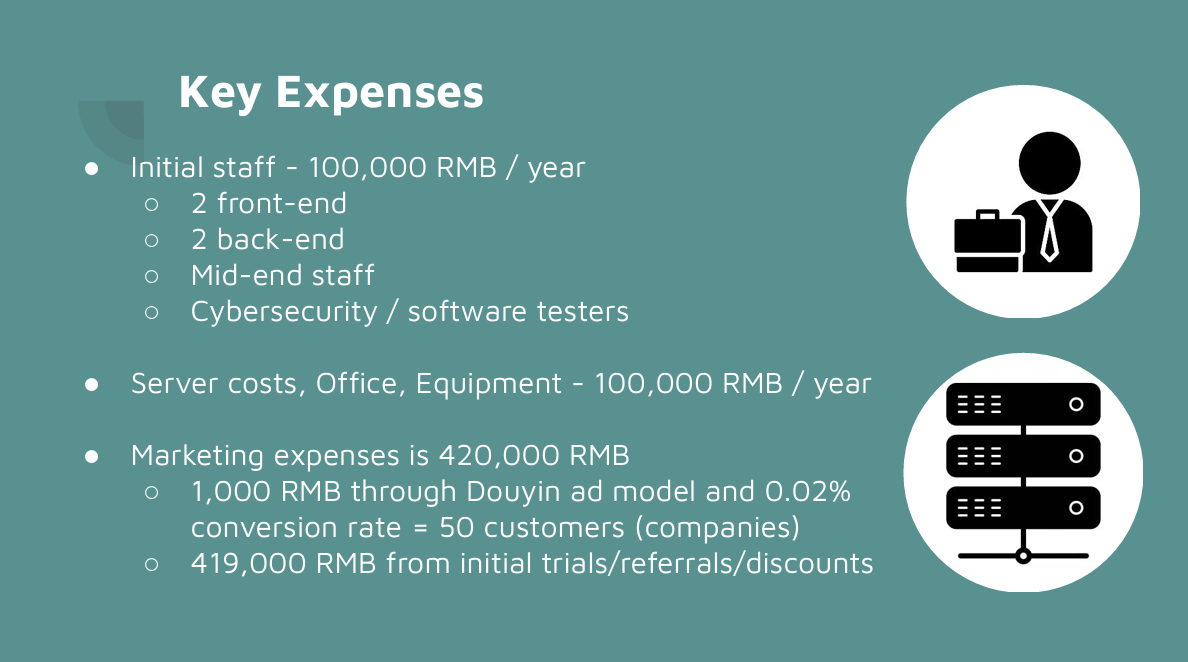 Key Expenses
● Initial staff - 100,000 RMB / year
○ 2 front-end
○ 2 back-end
○ Mid-end staff
○ Cybersecurity / software testers
● Server costs, Office, Equipment - 100,000 RMB / year
● Marketing expenses is 420,000 RMB
○ 1,000 RMB through Douyin ad model and 0.02%
conversion rate = 50 customers (companies)
○ 419,000 RMB from initial trials/referrals/discounts